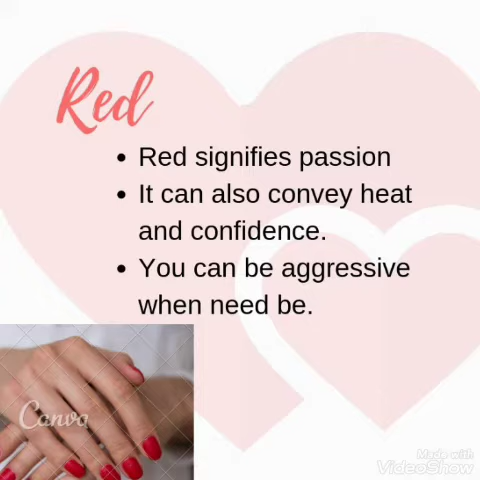 Red
• Red signifies passion
• It can also convey heat
and confidence.
• You can be aggressive
when need be.
Canva
Made with
VideoShow